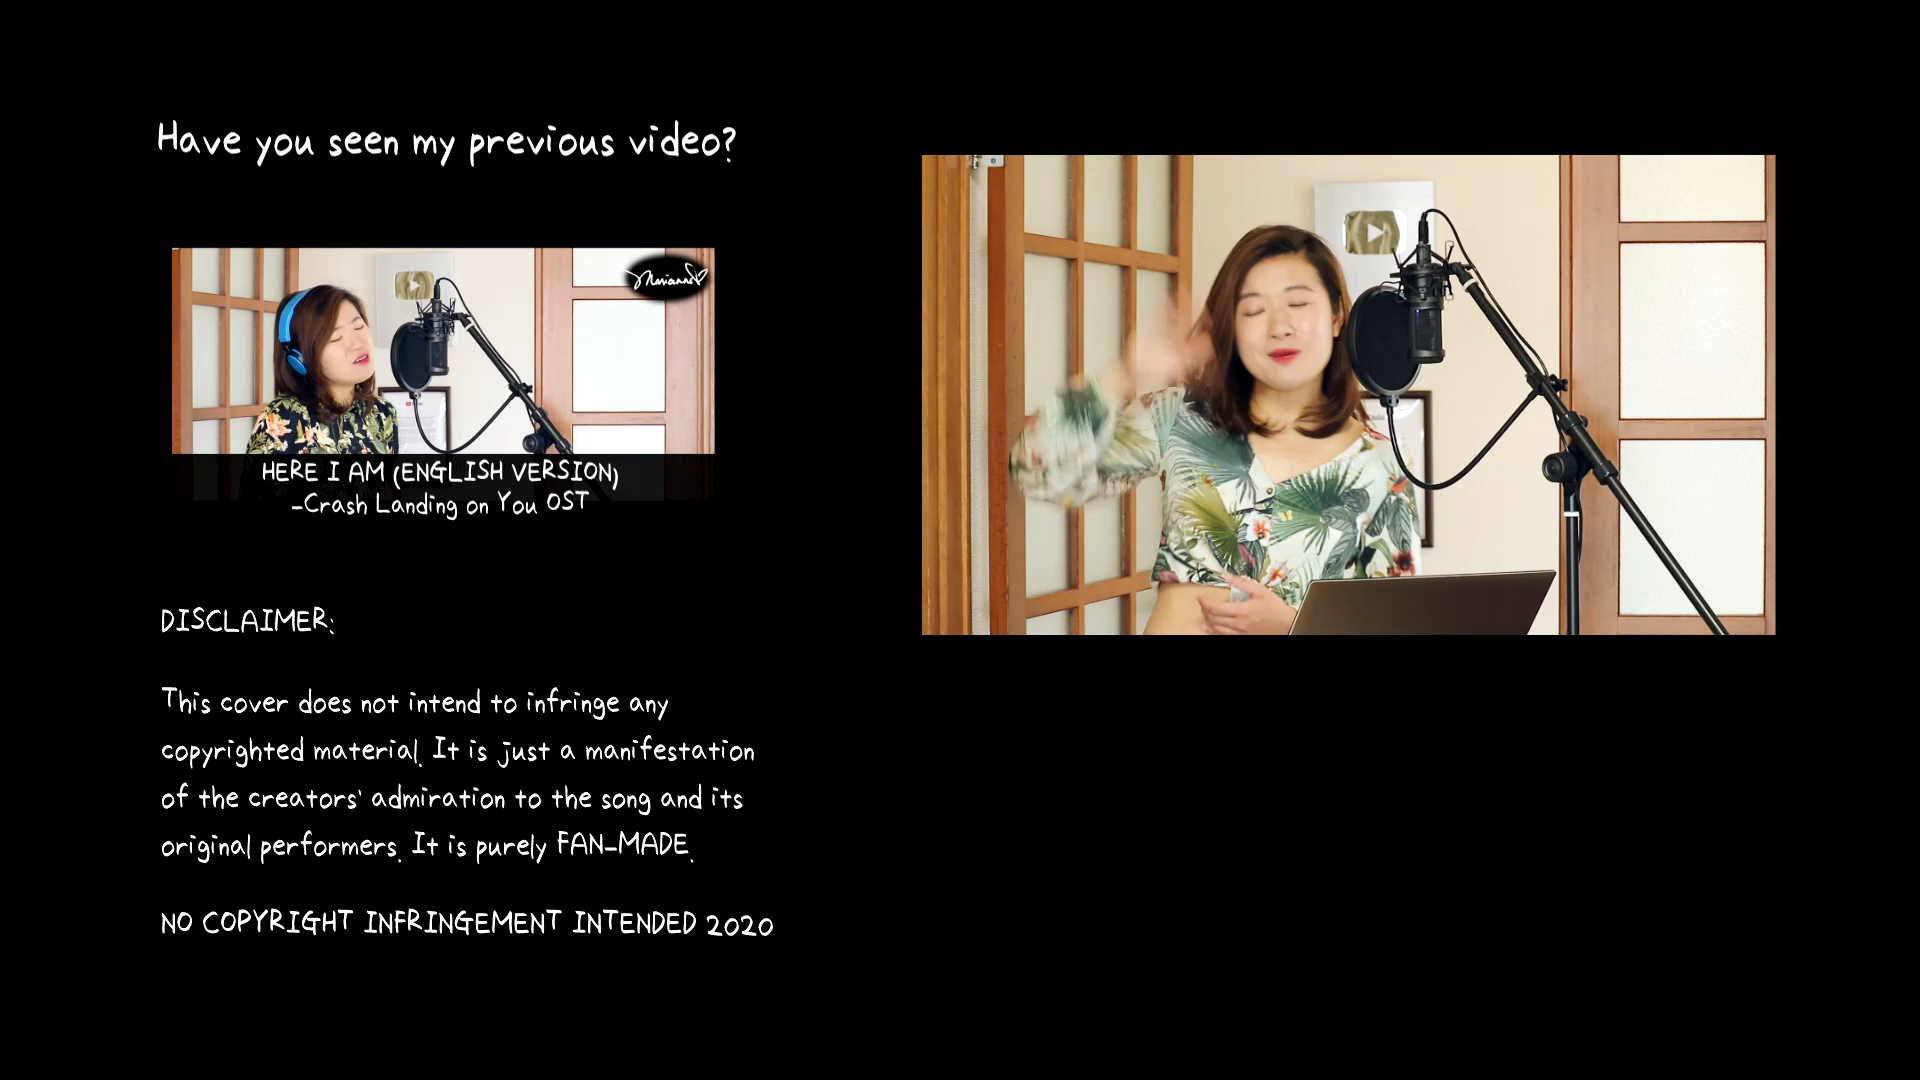 Have you seen my previous video?
Marianne
HERE I AM (ENGLISH VERSION)
-Crash Landing on You OST
DISCLAIMER:
This cover does not intend to infringe any
copyrighted material. It is just a manifestation
of the creators' admiration to the song and its
original performers. It is purely FAN-MADE.
NO COPYRIGHT INFRINGEMENT INTENDED 2020